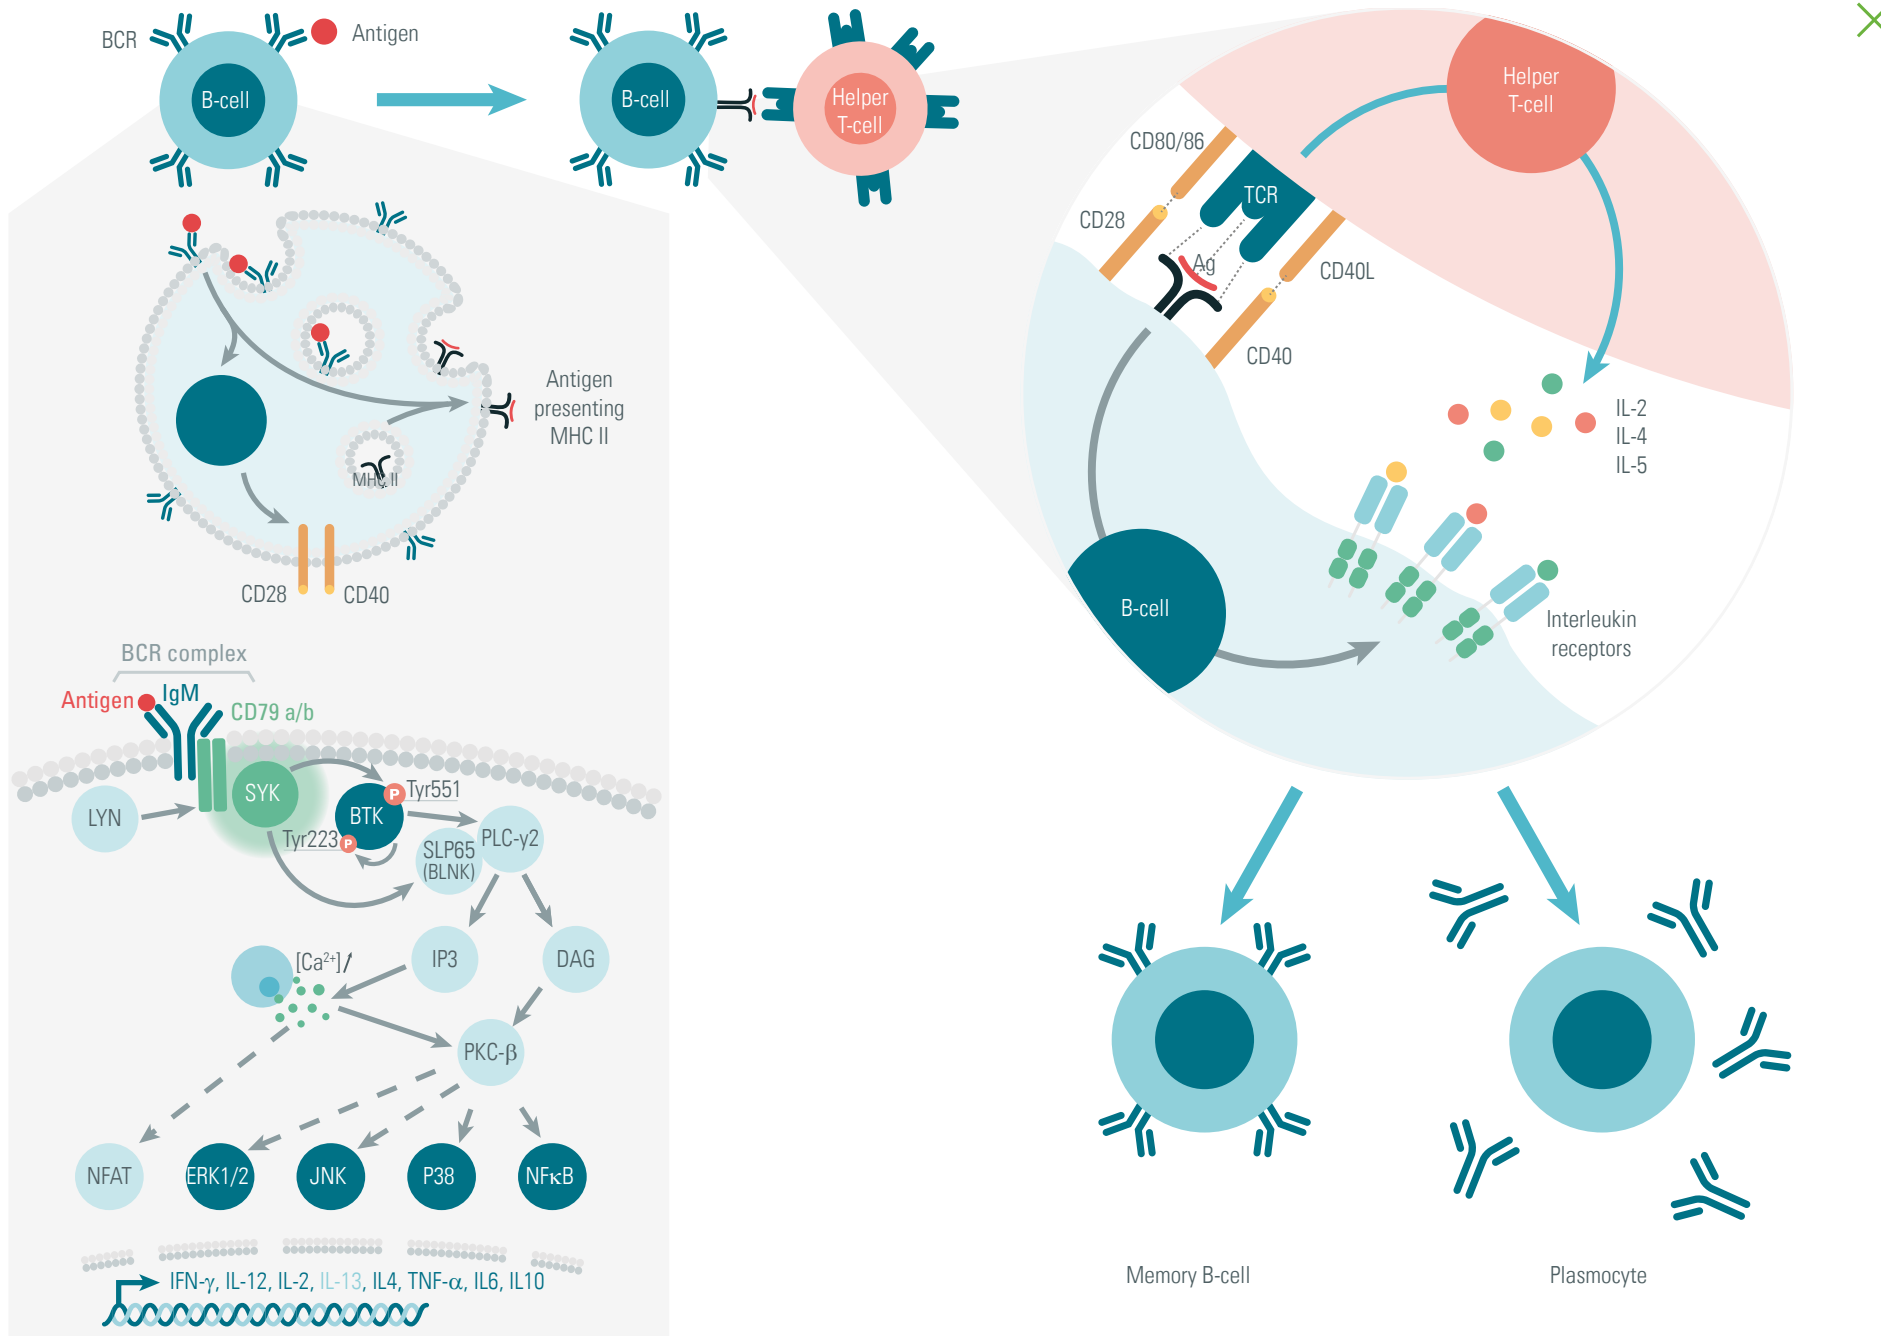 BCR
Antigen
B-cell
B-cell
Helper
T-cell
Helper
T-cell
CD80/86
TCR
CD28
Ag
CD40L
CD40
IL-2
IL-4
IL-5
Antigen
presenting
MHC II
MHC II
CD28
CD40
B-cell
Interleukin
receptors
BCR complex
Antigen
IgM
CD79 a/b
SYK
LYN
BTK
P
Tyr551
Tyr223
P
SLP65
(BLNK)
PLC-γ2
[Ca2+]
IP3
DAG
PKC-β
NFAT
ERK1/2
JNK
P38
NFκB
IFN-γ, IL-12, IL-2, IL-13, IL4, TNF-α, IL6, IL10
Memory B-cell
Plasmocyte